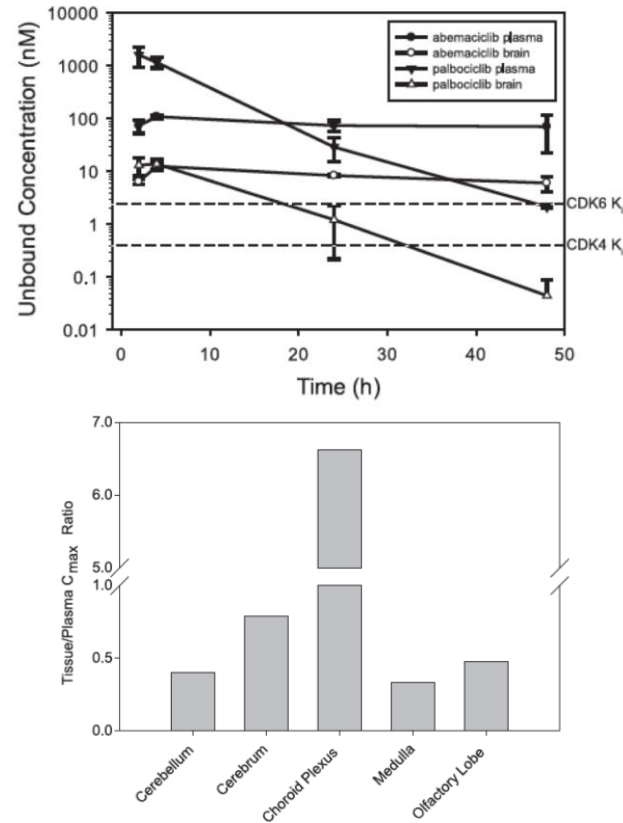 10000
1000
100
10
1
0.1
0.01
Unbound Concentration (nM)
abemaciclib plasma
abemaciclib brain
palbociclib plasma
palbociclib brain
CDK6 Ki
CDK4 Ki
0 10 20 30 40 50
Time (h)
7.0
6.0
5.0
1.0
0.5
0.0
Tissue/Plasma Cmax Ratio
Cerebellum
Cerebrum
Choroid Plexus
Medulla
Olfactory Lobe